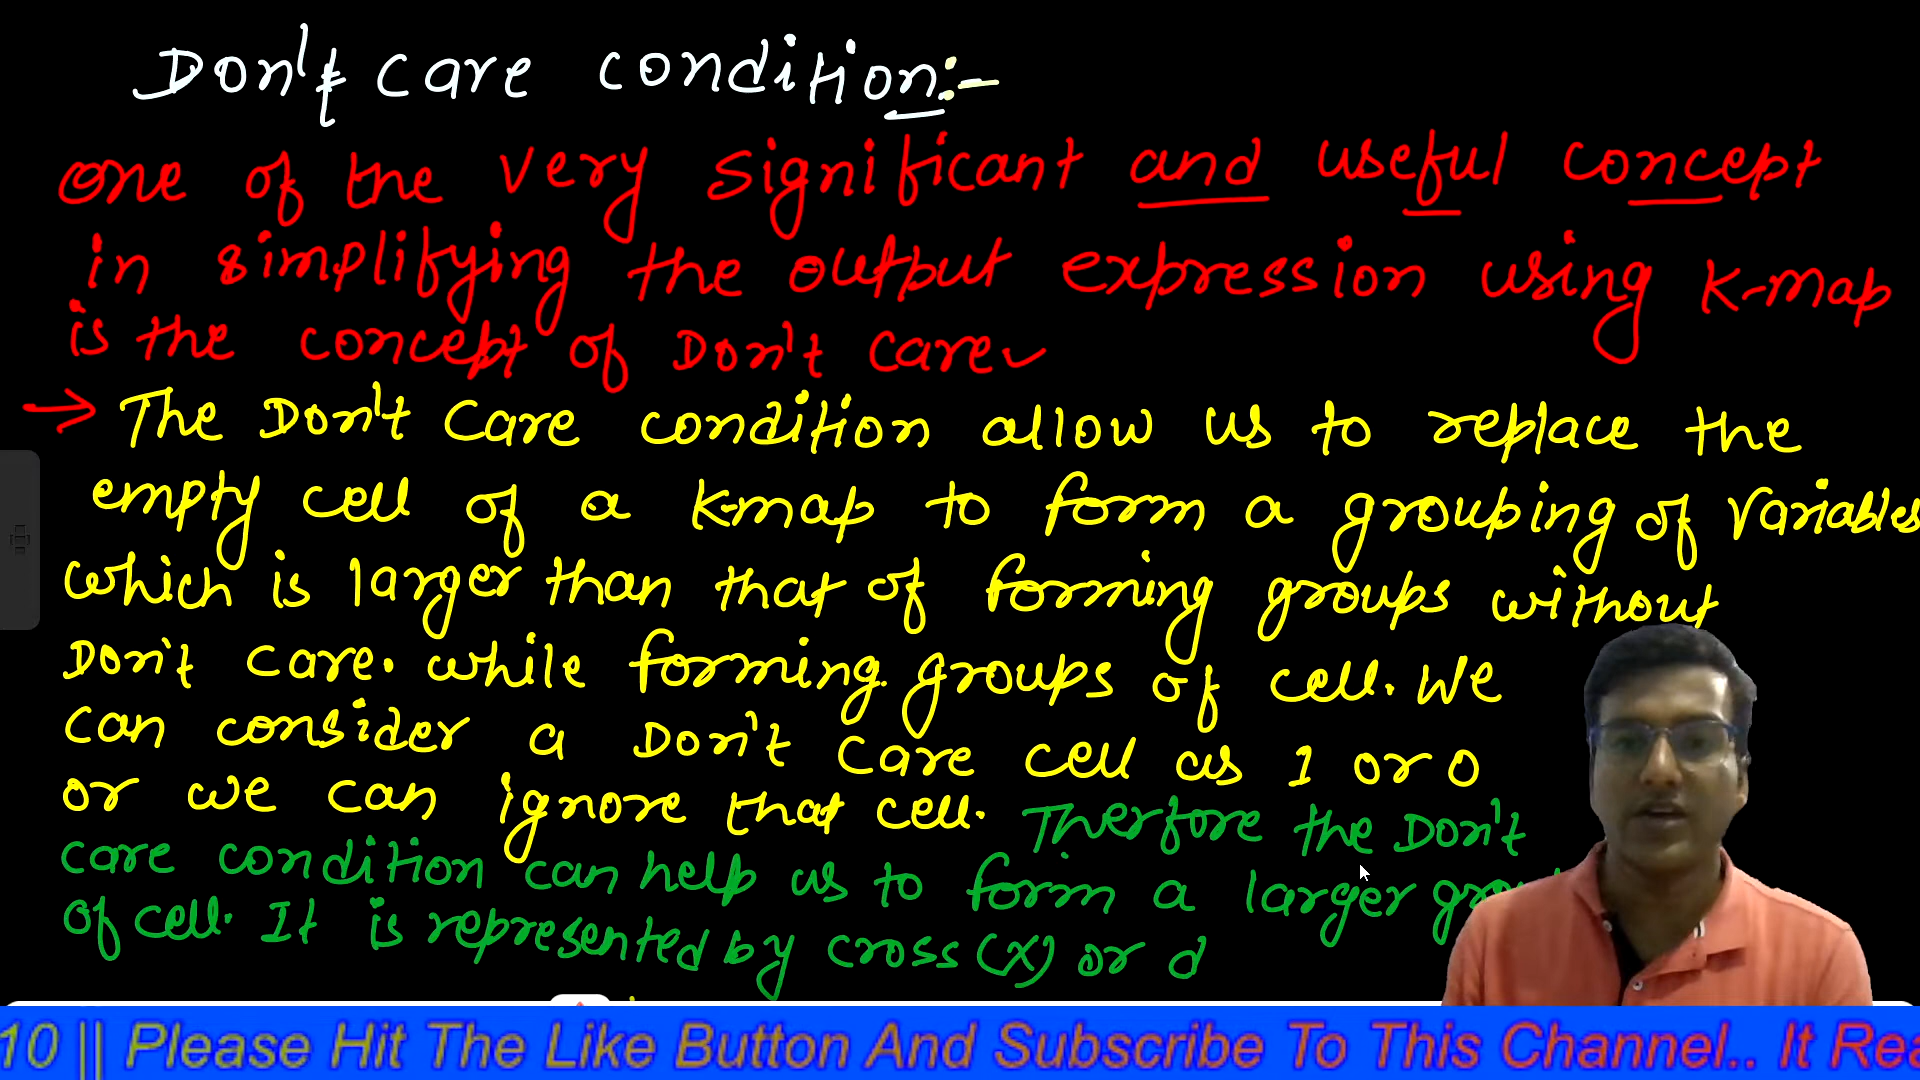 Don't care condition:-
One of the very significant and useful concept
in simplifying the output expression using K-map
is the concept of Don't care
→ The Don't care condition allow us to replace the
empty cell of a K-map to form a grouping of variables
which is larger than that of forming groups without
Don't care. while forming groups of cell. We
can consider a Don't care cell as 1 or 0
or we can ignore that cell. Therfore the Don't
care condition can help us to form a larger
of cell. It is represented by cross (X) or d
10 || Please Hit The Like Button And Subscribe To This Channel.. It